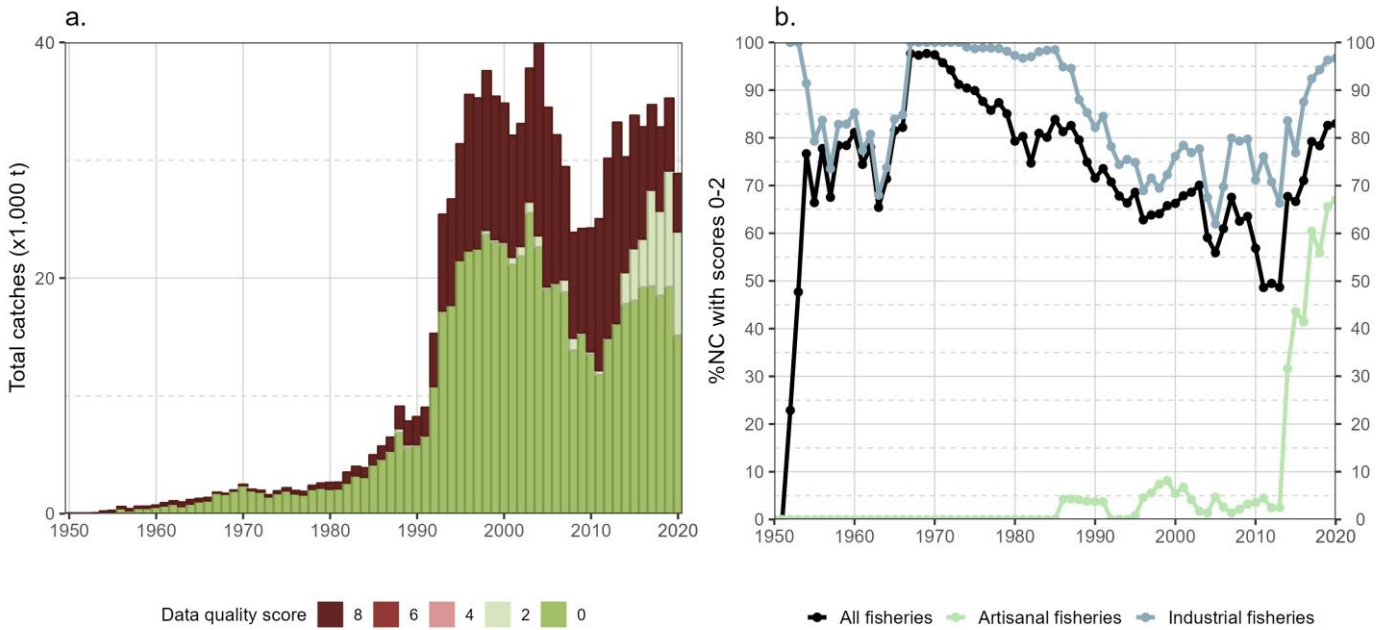 a.
Total catches (x1,000 t)
40
20
0
1950 1960 1970 1980 1990 2000 2010 2020
Data quality score 8 6 4 2 0
b.
%NC with scores 0-2
100 100
90 90
80 80
70 70
60 60
50 50
40 40
30 30
20 20
10 10
0 0
1950 1960 1970 1980 1990 2000 2010 2020
All fisheries Artisanal fisheries Industrial fisheries